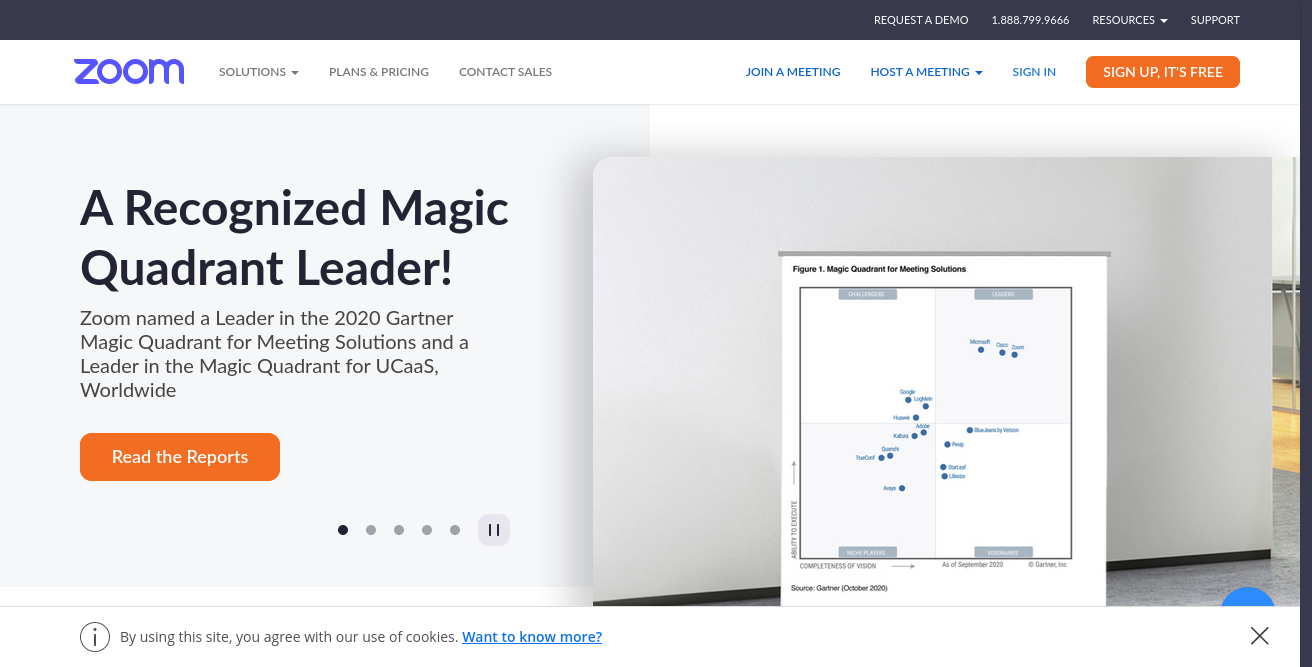 REQUEST A DEMO 1.888.799.9666 RESOURCES SUPPORT
zoom SOLUTIONS PLANS & PRICING CONTACT SALES JOIN A MEETING HOST A MEETING SIGN IN SIGN UP, IT'S FREE
A Recognized Magic
Quadrant Leader!
Zoom named a Leader in the 2020 Gartner
Magic Quadrant for Meeting Solutions and a
Leader in the Magic Quadrant for UCaaS,
Worldwide
Read the Reports
Figure 1. Magic Quadrant for Meeting Solutions
CHALLENGERS LEADERS
Microsoft Cisco Zoom
Google
LogMeIn
Huawei
Adobe
Kaltura
BlueJeans by Verizon
Pexip
Quanshi
TrueConf
StarLeaf
Lifesize
Avaya
ABILITY TO EXECUTE
NICHE PLAYERS VISIONARIES
COMPLETENESS OF VISION As of September 2020 © Gartner, Inc
Source: Gartner (October 2020)
By using this site, you agree with our use of cookies. Want to know more?